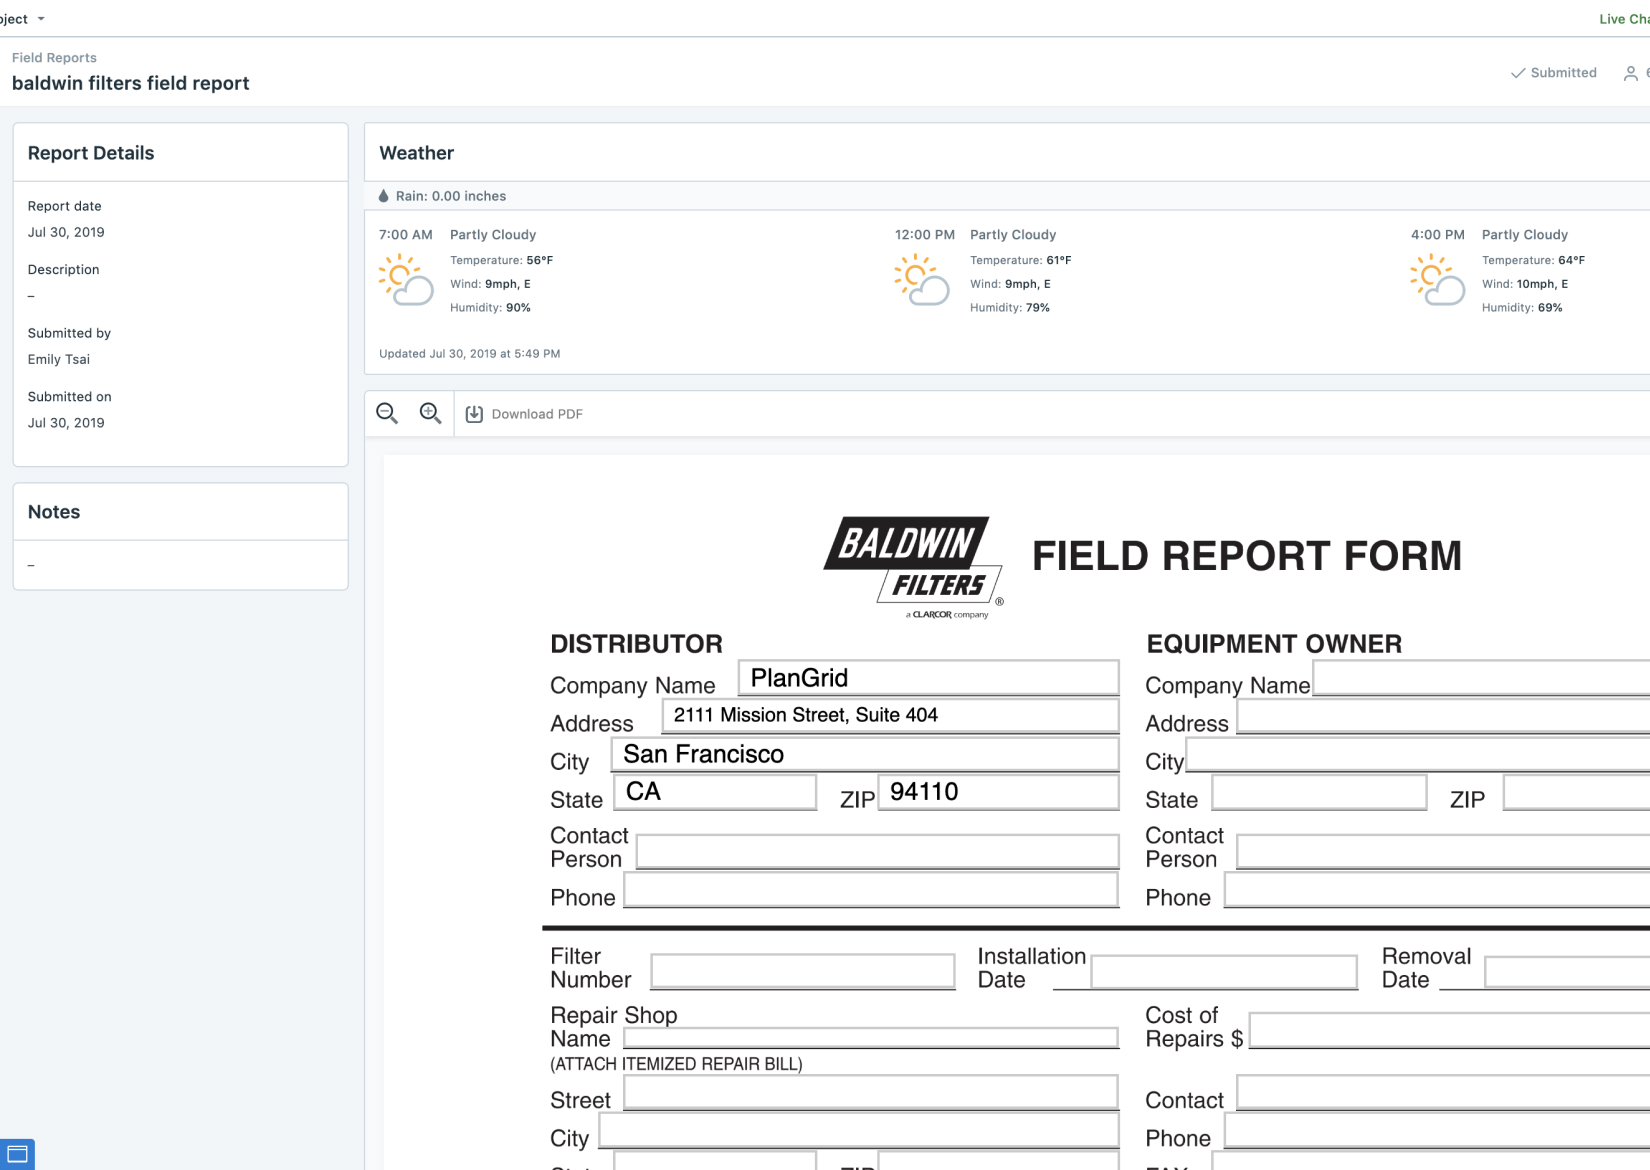 Live
Field Reports
baldwin filters field report
Submitted
Report Details
Report date
Jul 30, 2019
Description
–
Submitted by
Emily Tsai
Submitted on
Jul 30, 2019
Notes
–
Weather
Rain: 0.00 inches
7:00 AM Partly Cloudy
Temperature: 56°F
Wind: 9mph, E
Humidity: 90%
12:00 PM Partly Cloudy
Temperature: 61°F
Wind: 9mph, E
Humidity: 79%
4:00 PM Partly Cloudy
Temperature: 64°F
Wind: 10mph, E
Humidity: 69%
Updated Jul 30, 2019 at 5:49 PM
Download PDF
BALDWIN
FILTERS®
a CLARCOR company
FIELD REPORT FORM
DISTRIBUTOR
Company Name PlanGrid
Address 2111 Mission Street, Suite 404
City San Francisco
State CA ZIP 94110
Contact
Person
Phone
EQUIPMENT OWNER
Company Name
Address
City
State ZIP
Contact
Person
Phone
Filter
Number
Installation
Date
Removal
Date
Repair Shop
Name
(ATTACH ITEMIZED REPAIR BILL)
Cost of
Repairs $
Street
Contact
City
Phone